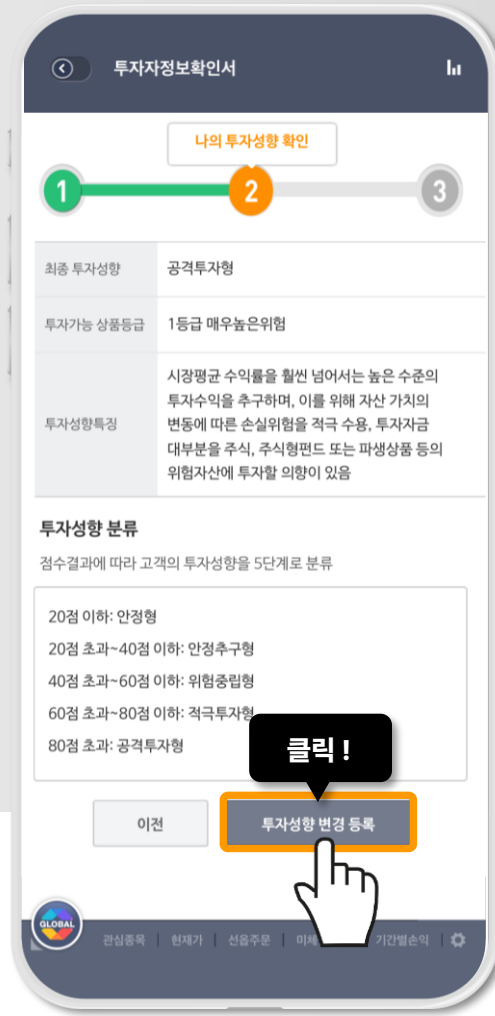 투자자정보확인서
나의 투자성향 확인
1
2
3
최종 투자성향
공격투자형
투자가능 상품등급
1등급 매우높은위험
투자성향특징
시장평균 수익률을 훨씬 넘어서는 높은 수준의
투자수익을 추구하며, 이를 위해 자산 가치의
변동에 따른 손실위험을 적극 수용, 투자자금
대부분을 주식, 주식형펀드 또는 파생상품 등의
위험자산에 투자할 의향이 있음
투자성향 분류
점수결과에 따라 고객의 투자성향을 5단계로 분류
20점 이하: 안정형
20점 초과~40점 이하: 안정추구형
40점 초과~60점 이하: 위험중립형
60점 초과~80점 이하: 적극투자형
80점 초과: 공격투자형
클릭 !
이전
투자성향 변경 등록
GLOBAL
관심종목 | 현재가 | 선옵주문 | 미체 | 기간별손익